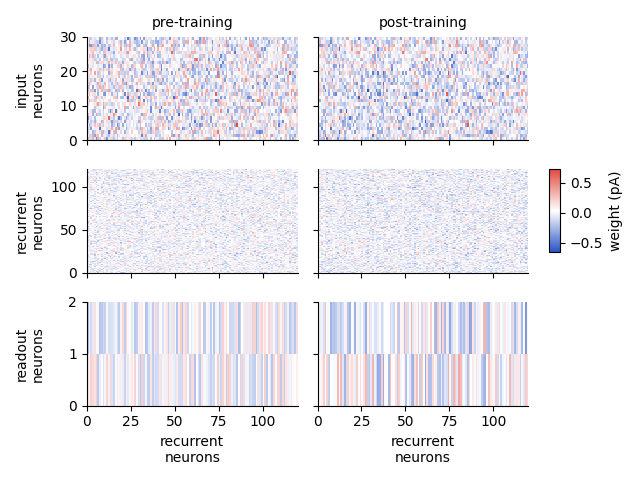 pre-training post-training
30
20
10
0
input
neurons
100
50
0
recurrent
neurons
0.5
0.0
−0.5
weight (pA)
2
1
0
readout
neurons
0 25 50 75 100 0 25 50 75 100
recurrent recurrent
neurons neurons